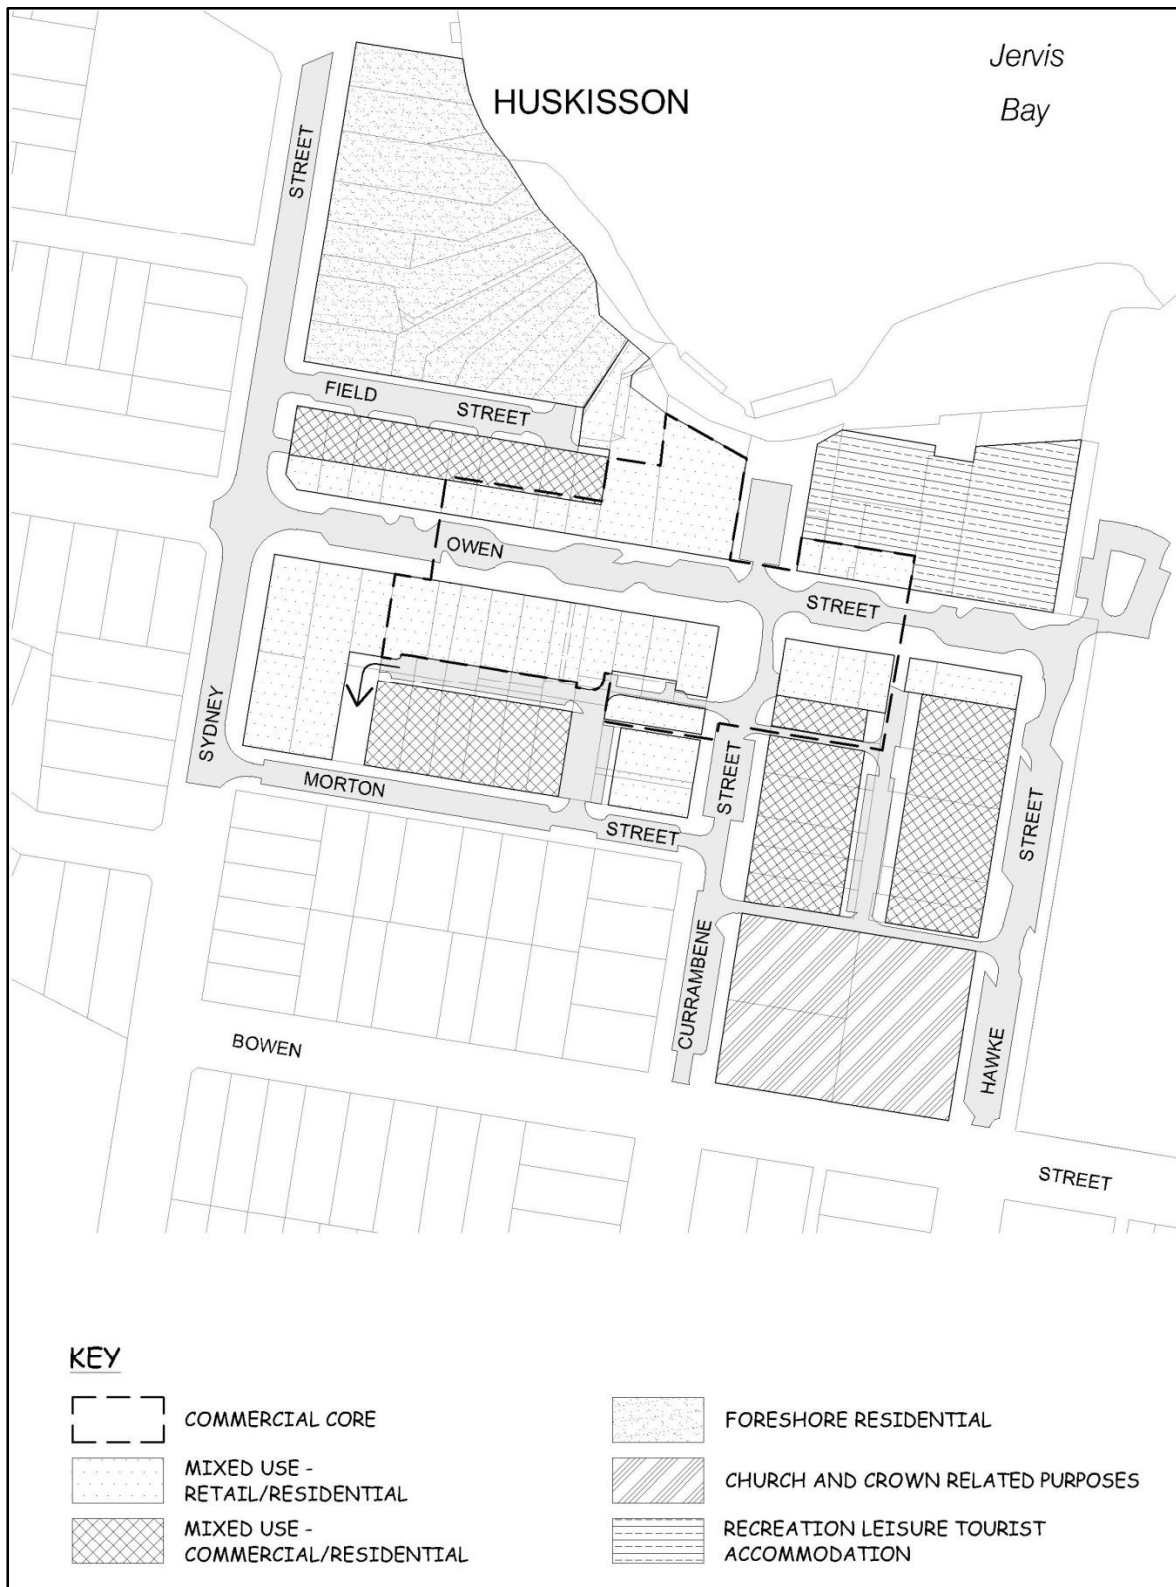 Jervis
Bay
HUSKISSON
STREET
FIELD
STREET
OWEN
STREET
SYDNEY
MORTON
STREET
STREET
STREET
CURRAMBENE
BOWEN
HAWKE
STREET
KEY
COMMERCIAL CORE
MIXED USE -
RETAIL/RESIDENTIAL
MIXED USE -
COMMERCIAL/RESIDENTIAL
FORESHORE RESIDENTIAL
CHURCH AND CROWN RELATED PURPOSES
RECREATION LEISURE TOURIST
ACCOMMODATION